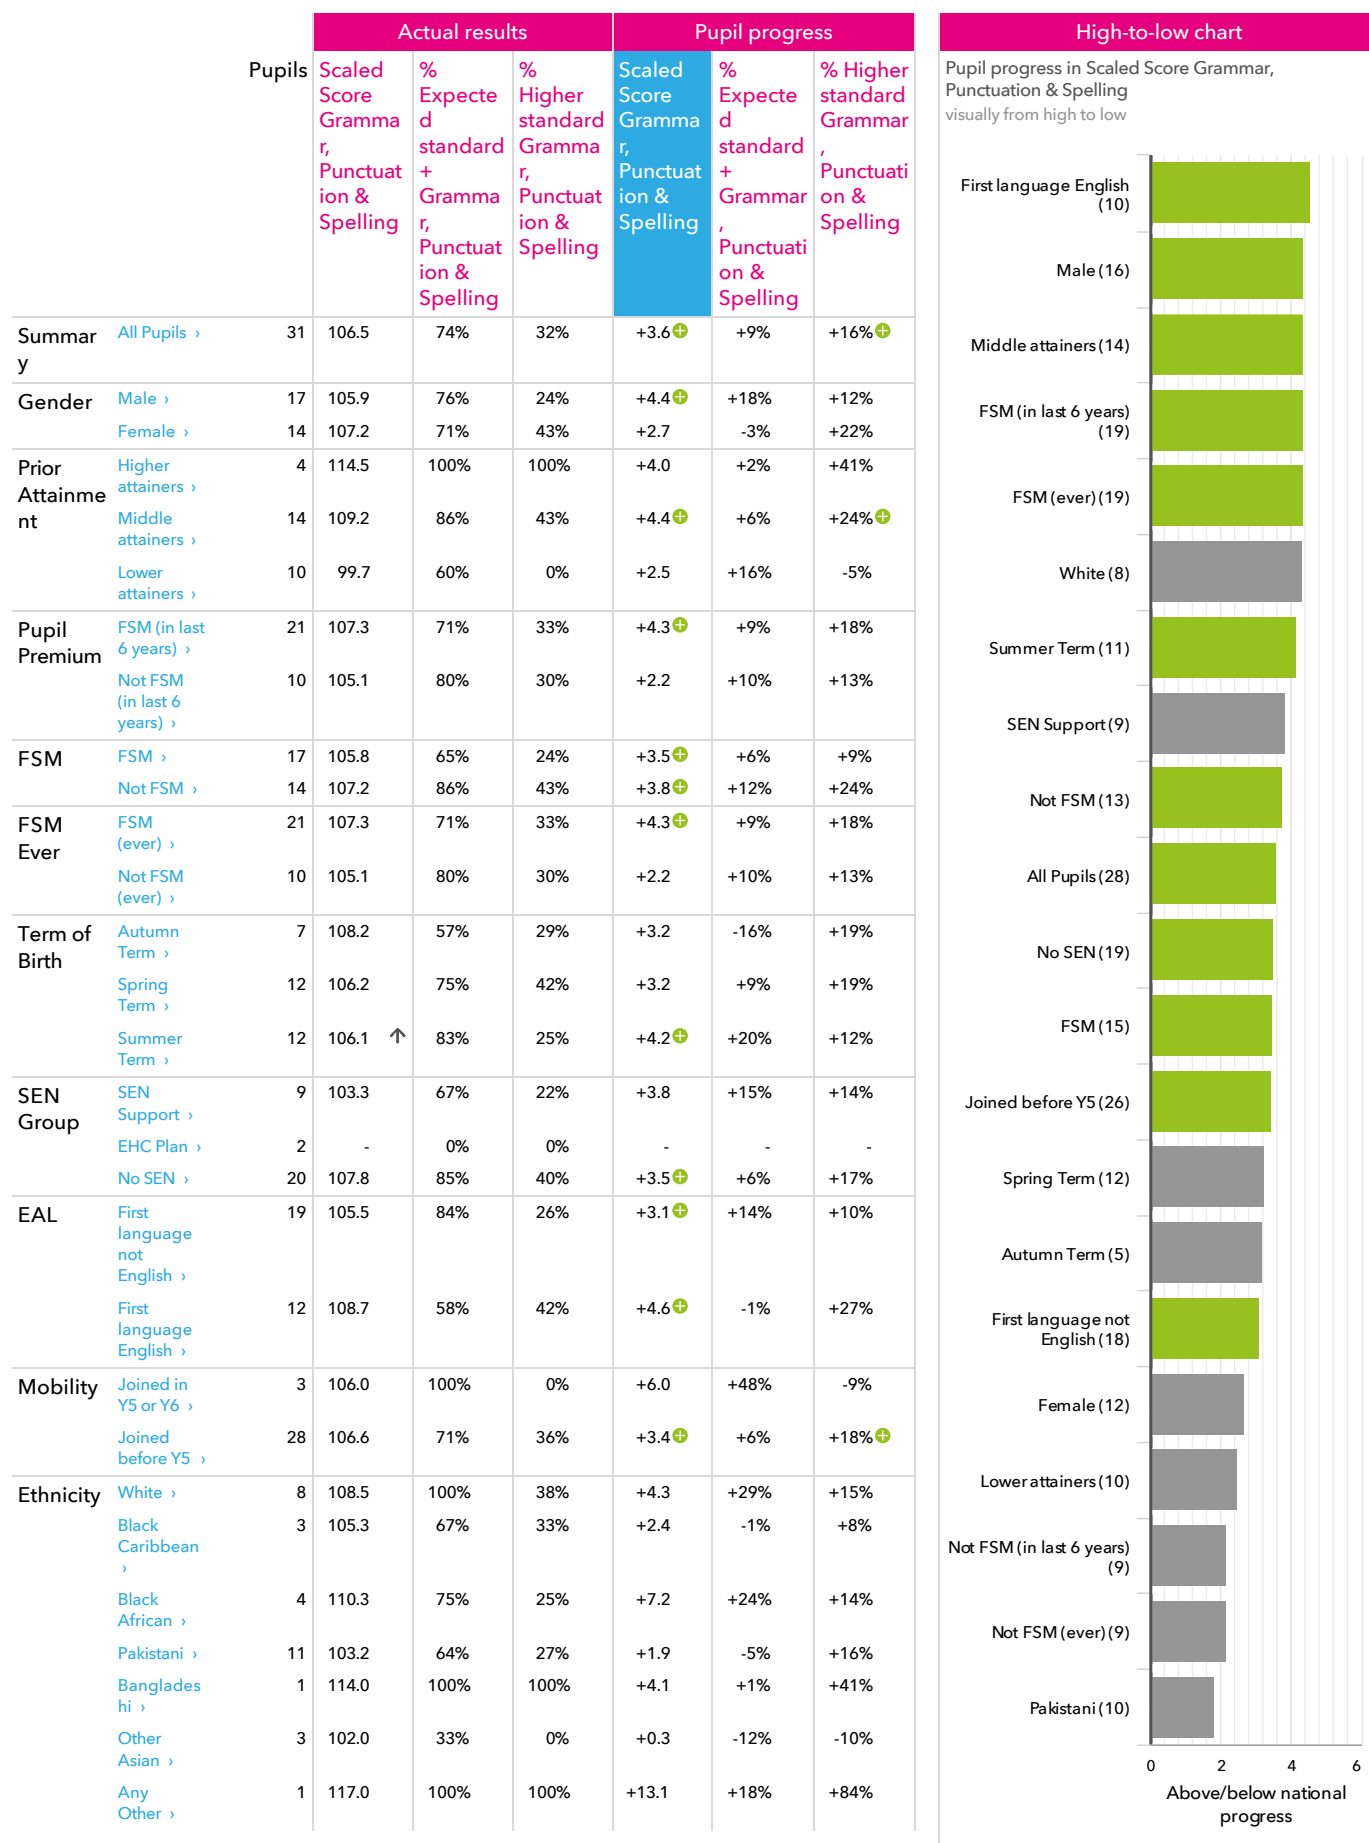 Actual results
Pupil progress
High-to-low chart
Pupils
Scaled
Score
Gramma
r,
Punctuat
ion &
Spelling
%
Expecte
d
standard
+
Gramma
r,
Punctuat
ion &
Spelling
%
Higher
standard
Gramma
r,
Punctuat
ion &
Spelling
Scaled
Score
Gramma
r,
Punctuat
ion &
Spelling
%
Expecte
d
standard
+
Grammar
,
Punctuati
on &
Spelling
% Higher
standard
Grammar
,
Punctuati
on &
Spelling
Summar
y
All Pupils › 31 106.5 74% 32% +3.6 +9% +16%
Gender
Male › 17 105.9 76% 24% +4.4 +18% +12%
Female › 14 107.2 71% 43% +2.7 -3% +22%
Prior
Attainme
nt
Higher
attainers ›
4 114.5 100% 100% +4.0 +2% +41%
Middle
attainers ›
14 109.2 86% 43% +4.4 +6% +24%
Lower
attainers ›
10 99.7 60% 0% +2.5 +16% -5%
Pupil
Premium
FSM (in last
6 years) ›
21 107.3 71% 33% +4.3 +9% +18%
Not FSM
(in last 6
years) ›
10 105.1 80% 30% +2.2 +10% +13%
FSM
FSM › 17 105.8 65% 24% +3.5 +6% +9%
Not FSM › 14 107.2 86% 43% +3.8 +12% +24%
FSM
Ever
FSM
(ever) ›
21 107.3 71% 33% +4.3 +9% +18%
Not FSM
(ever) ›
10 105.1 80% 30% +2.2 +10% +13%
Term of
Birth
Autumn
Term ›
7 108.2 57% 29% +3.2 -16% +19%
Spring
Term ›
12 106.2 75% 42% +3.2 +9% +19%
Summer
Term ›
12 106.1 ↑ 83% 25% +4.2 +20% +12%
SEN
Group
SEN
Support ›
9 103.3 67% 22% +3.8 +15% +14%
EHC Plan › 2 - 0% 0% - - -
No SEN › 20 107.8 85% 40% +3.5 +6% +17%
EAL
First
language
not
English ›
19 105.5 84% 26% +3.1 +14% +10%
First
language
English ›
12 108.7 58% 42% +4.6 -1% +27%
Mobility
Joined in
Y5 or Y6 ›
3 106.0 100% 0% +6.0 +48% -9%
Joined
before Y5 ›
28 106.6 71% 36% +3.4 +6% +18%
Ethnicity
White › 8 108.5 100% 38% +4.3 +29% +15%
Black
Caribbean
›
3 105.3 67% 33% +2.4 -1% +8%
Black
African ›
4 110.3 75% 25% +7.2 +24% +14%
Pakistani › 11 103.2 64% 27% +1.9 -5% +16%
Banglades
hi ›
1 114.0 100% 100% +4.1 +1% +41%
Other
Asian ›
3 102.0 33% 0% +0.3 -12% -10%
Any
Other ›
1 117.0 100% 100% +13.1 +18% +84%
Pupil progress in Scaled Score Grammar,
Punctuation & Spelling
visually from high to low
First language English
(10)
Male (16)
Middle attainers (14)
FSM (in last 6 years)
(19)
FSM (ever) (19)
White (8)
Summer Term (11)
SEN Support (9)
Not FSM (13)
All Pupils (28)
No SEN (19)
FSM (15)
Joined before Y5 (26)
Spring Term (12)
Autumn Term (5)
First language not
English (18)
Female (12)
Lower attainers (10)
Not FSM (in last 6 years)
(9)
Not FSM (ever) (9)
Pakistani (10)
0 2 4 6
Above/below national
progress